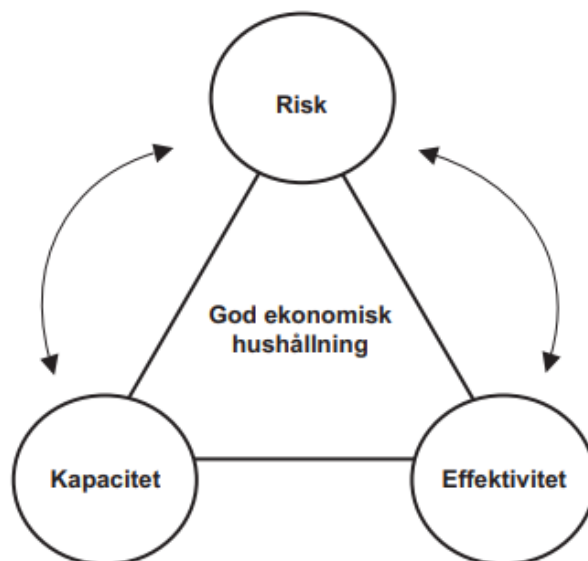 Risk
God ekonomisk
hushållning
Kapacitet
Effektivitet